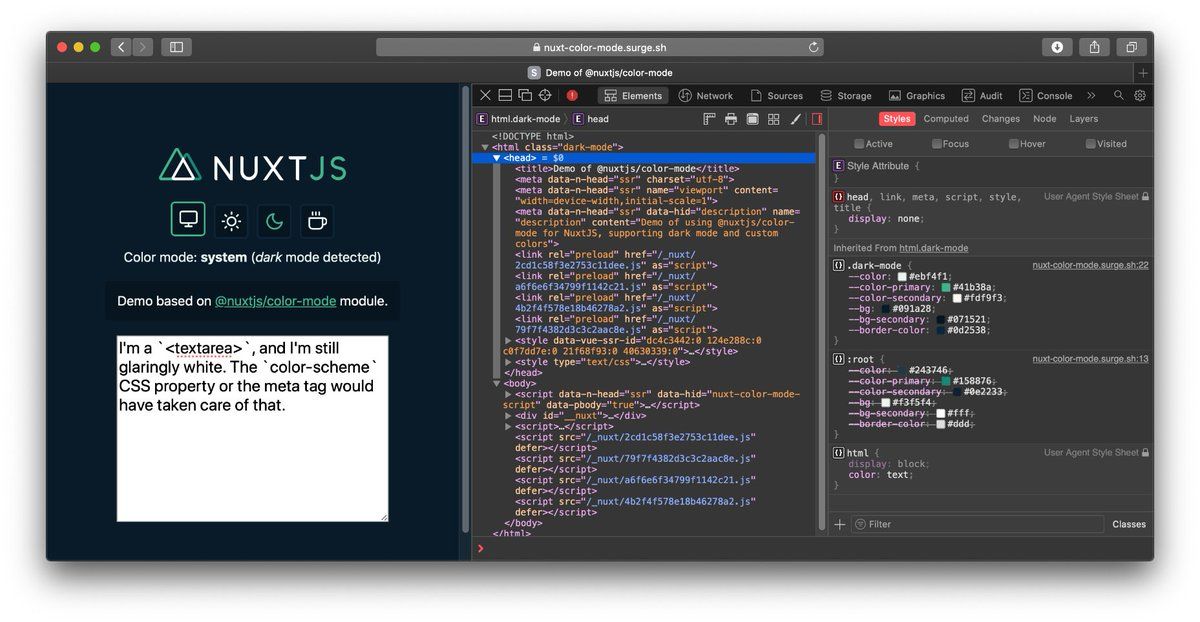 nuxt-color-mode.surge.sh
S Demo of @nuxtjs/color-mode
NUXTJS
Color mode: system (dark mode detected)
Demo based on @nuxtjs/color-mode module.
I'm a `<textarea>`, and I'm still
glaringly white. The `color-scheme`
CSS property or the meta tag would
have taken care of that.
Elements Network Sources Storage Graphics Audit Console
E html.dark-mode E head
<!DOCTYPE html>
<html class="dark-mode">
<head> = $0
<title>Demo of @nuxtjs/color-mode</title>
<meta data-n-head="ssr" charset="utf-8">
<meta data-n-head="ssr" name="viewport" content=
"width=device-width,initial-scale=1">
<meta data-n-head="ssr" data-hid="description" name=
"description" content="Demo of using @nuxtjs/color-
mode for NuxtJS, supporting dark mode and custom
colors">
<link rel="preload" href="/_nuxt/
2cd1c58f3e2753c11dee.js" as="script">
<link rel="preload" href="/_nuxt/
a6f6e6f34799f1142c21.js" as="script">
<link rel="preload" href="/_nuxt/
4b2f4f578e18b46278a2.js" as="script">
<link rel="preload" href="/_nuxt/
79f7f4382d3c3c2aac8e.js" as="script">
<style data-vue-ssr-id="dc4c3442:0 124e288c:0
c0f7dd7e:0 21f68f93:0 40630339:0">…</style>
<style type="text/css">…</style>
</head>
<body>
<script data-n-head="ssr" data-hid="nuxt-color-mode-
script" data-pbody="true">…</script>
<div id="__nuxt">…</div>
<script>…</script>
<script src="/_nuxt/2cd1c58f3e2753c11dee.js"
defer></script>
<script src="/_nuxt/79f7f4382d3c3c2aac8e.js"
defer></script>
<script src="/_nuxt/a6f6e6f34799f1142c21.js"
defer></script>
<script src="/_nuxt/4b2f4f578e18b46278a2.js"
defer></script>
</body>
</html>
Styles Computed Changes Node Layers
Active Focus Hover Visited
E Style Attribute {
}
{} head, link, meta, script, style, User Agent Style Sheet
title {
display: none;
}
Inherited From html.dark-mode
{} .dark-mode { nuxt-color-mode.surge.sh:22
--color: #ebf4f1;
--color-primary: #41b38a;
--color-secondary: #fdf9f3;
--bg: #091a28;
--bg-secondary: #071521;
--border-color: #0d2538;
}
{} :root { nuxt-color-mode.surge.sh:13
--color: #243746;
--color-primary: #158876;
--color-secondary: #0e2233;
--bg: #f3f5f4;
--bg-secondary: #fff;
--border-color: #ddd;
}
{} html { User Agent Style Sheet
display: block;
color: text;
}
Filter Classes